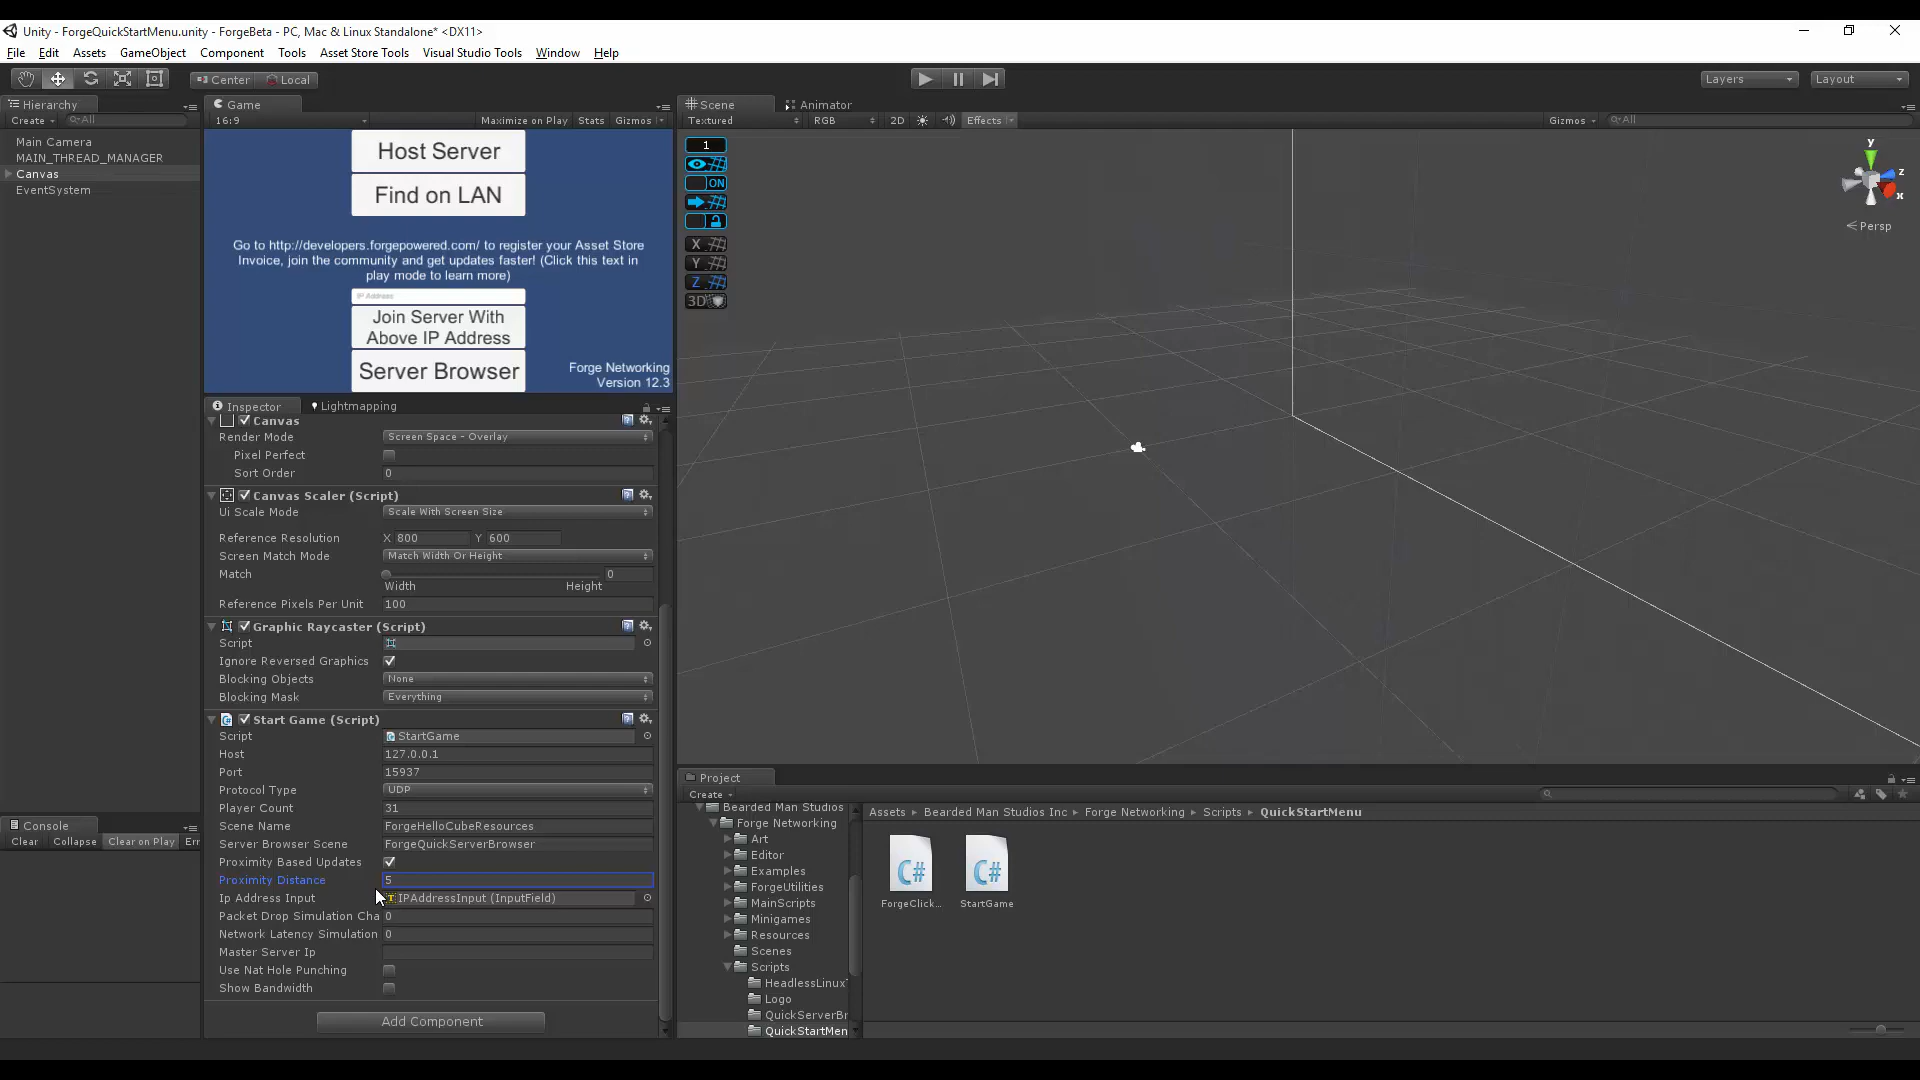 Unity - ForgeQuickStartMenu.unity - ForgeBeta - PC, Mac & Linux Standalone* <DX11>
File Edit Assets GameObject Component Tools Asset Store Tools Visual Studio Tools Window Help
Center Local
Layers Layout
Hierarchy
Create All
Main Camera
MAIN_THREAD_MANAGER
Canvas
EventSystem
Game
16:9 Maximize on Play Stats Gizmos
Host Server
Find on LAN
Go to http://developers.forgepowered.com/ to register your Asset Store
Invoice, join the community and get updates faster! (Click this text in
play mode to learn more)
IP Address
Join Server With
Above IP Address
Server Browser
Forge Networking
Version 12.3
Scene Animator
Textured RGB 2D Effects Gizmos All
1
ON
X
Y
Z
3D
y
z
x
Persp
Inspector Lightmapping
Canvas
Render Mode Screen Space - Overlay
Pixel Perfect
Sort Order 0
Canvas Scaler (Script)
Ui Scale Mode Scale With Screen Size
Reference Resolution X 800 Y 600
Screen Match Mode Match Width Or Height
Match 0
Width Height
Reference Pixels Per Unit 100
Graphic Raycaster (Script)
Script
Ignore Reversed Graphics
Blocking Objects None
Blocking Mask Everything
Start Game (Script)
Script StartGame
Host 127.0.0.1
Port 15937
Protocol Type UDP
Player Count 31
Scene Name ForgeHelloCubeResources
Server Browser Scene ForgeQuickServerBrowser
Proximity Based Updates
Proximity Distance 5
Ip Address Input IPAddressInput (InputField)
Packet Drop Simulation Cha 0
Network Latency Simulation 0
Master Server Ip
Use Nat Hole Punching
Show Bandwidth
Add Component
Console
Clear Collapse Clear on Play Err
Project
Create
Bearded Man Studios
Forge Networking
Art
Editor
Examples
ForgeUtilities
MainScripts
Minigames
Resources
Scenes
Scripts
HeadlessLinux
Logo
QuickServerBr
QuickStartMen
Assets Bearded Man Studios Inc Forge Networking Scripts QuickStartMenu
C# C#
ForgeClick... StartGame